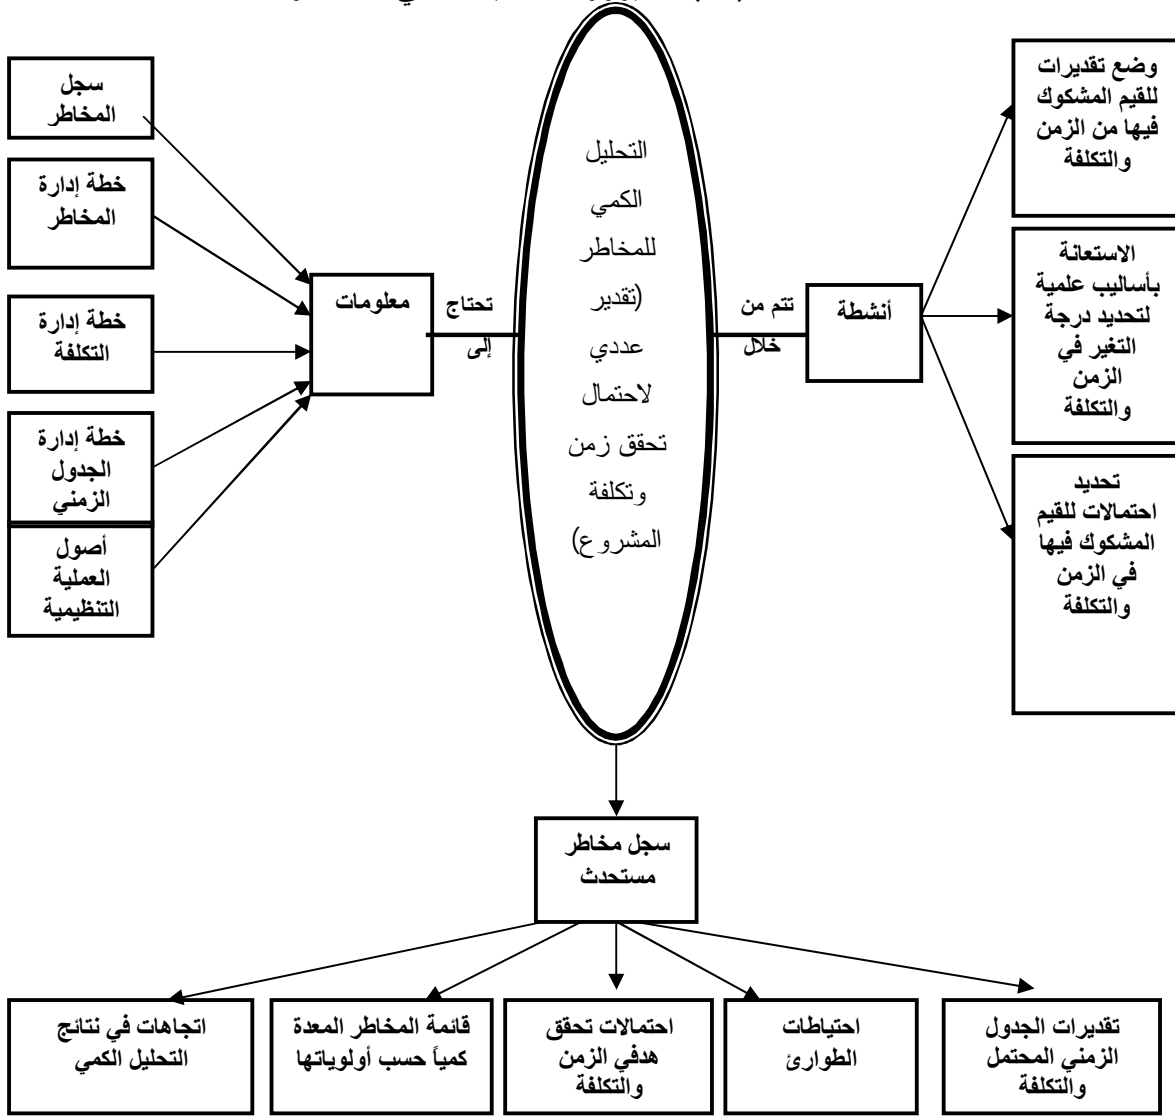 سجل
المخاطر
خطة إدارة
المخاطر
خطة إدارة
التكلفة
خطة إدارة
الجدول
الزمني
أصول
العملية
التنظيمية
معلومات
تحتاج
إلى
التحليل
الكمي
للمخاطر
(تقدير
عددي
لاحتمال
تحقق زمن
وتكلفة
المشروع)
تتم من
خلال
أنشطة
وضع تقديرات
للقيم المشكوك
فيها من الزمن
والتكلفة
الاستعانة
بأساليب علمية
لتحديد درجة
التغير في
الزمن
والتكلفة
تحديد
احتمالات للقيم
المشكوك فيها
في الزمن
والتكلفة
سجل مخاطر
مستحدث
تقديرات الجدول
الزمني المحتمل
والتكلفة
احتياطات
الطوارئ
احتمالات تحقق
هدفي الزمن
والتكلفة
قائمة المخاطر المعدة
كمياً حسب أولوياتها
اتجاهات في نتائج
التحليل الكمي